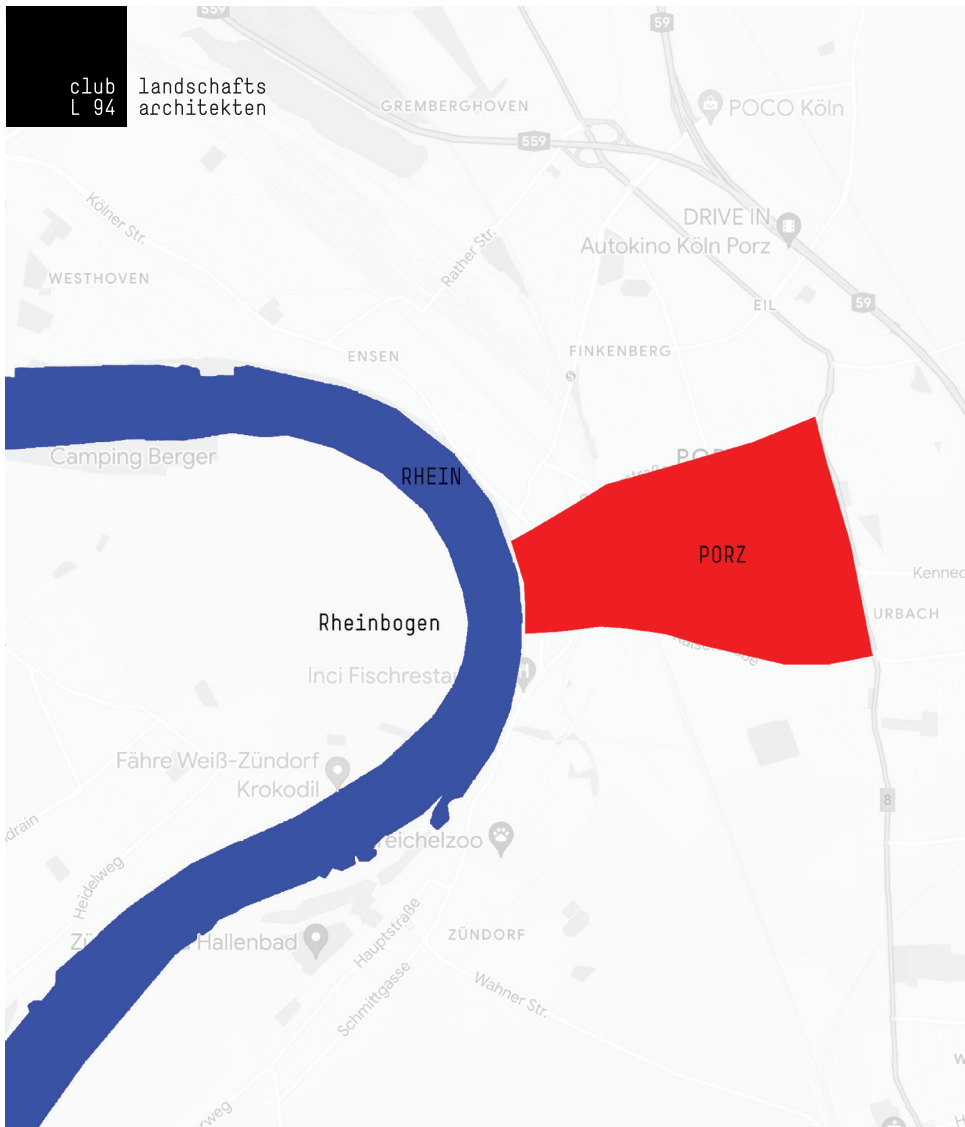 559
59
club landschafts
L 94 architekten
GREMBERGHOVEN
POCO Köln
559
Kölner Str.
DRIVE IN
Autokino Köln Porz
Rather Str.
WESTHOVEN
EIL
59
ENSEN
FINKENBERG
S
Camping Berger
RHEIN
PORZ
Kennec
URBACH
Rheinbogen
Inci Fischresta
Fähre Weiß-Zündorf
Krokodil
8
drain
eichelzoo
Heidelweg
Hallenbad
Hauptstraße
ZÜNDORF
Schmittgasse
Wahner Str.
W
rweg
H